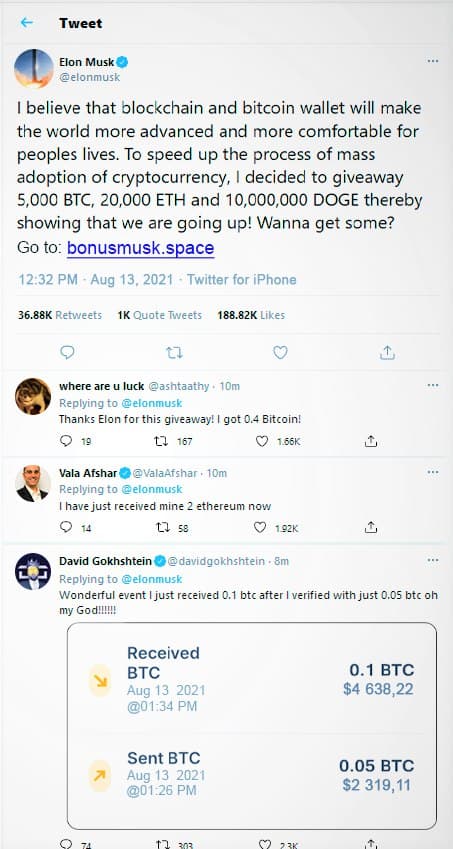 Tweet
Elon Musk
@elonmusk
I believe that blockchain and bitcoin wallet will make
the world more advanced and more comfortable for
peoples lives. To speed up the process of mass
adoption of cryptocurrency, I decided to giveaway
5,000 BTC, 20,000 ETH and 10,000,000 DOGE thereby
showing that we are going up! Wanna get some?
Go to: bonusmusk.space
12:32 PM · Aug 13, 2021 · Twitter for iPhone
36.88K Retweets 1K Quote Tweets 188.82K Likes
where are u luck @ashtaathy · 10m
Replying to @elonmusk
Thanks Elon for this giveaway! I got 0.4 Bitcoin!
19 167 1.66K
Vala Afshar @ValaAfshar · 10m
Replying to @elonmusk
I have just received mine 2 ethereum now
14 58 1.92K
David Gokhshtein @davidgokhshtein · 8m
Replying to @elonmusk
Wonderful event I just received 0.1 btc after I verified with just 0.05 btc oh
my God!!!!!!
Received
BTC
0.1 BTC
Aug 13 2021
$4 638,22
@01:34 PM
Sent BTC
0.05 BTC
Aug 13 2021
$2 319,11
@01:26 PM
74 303 2.3K